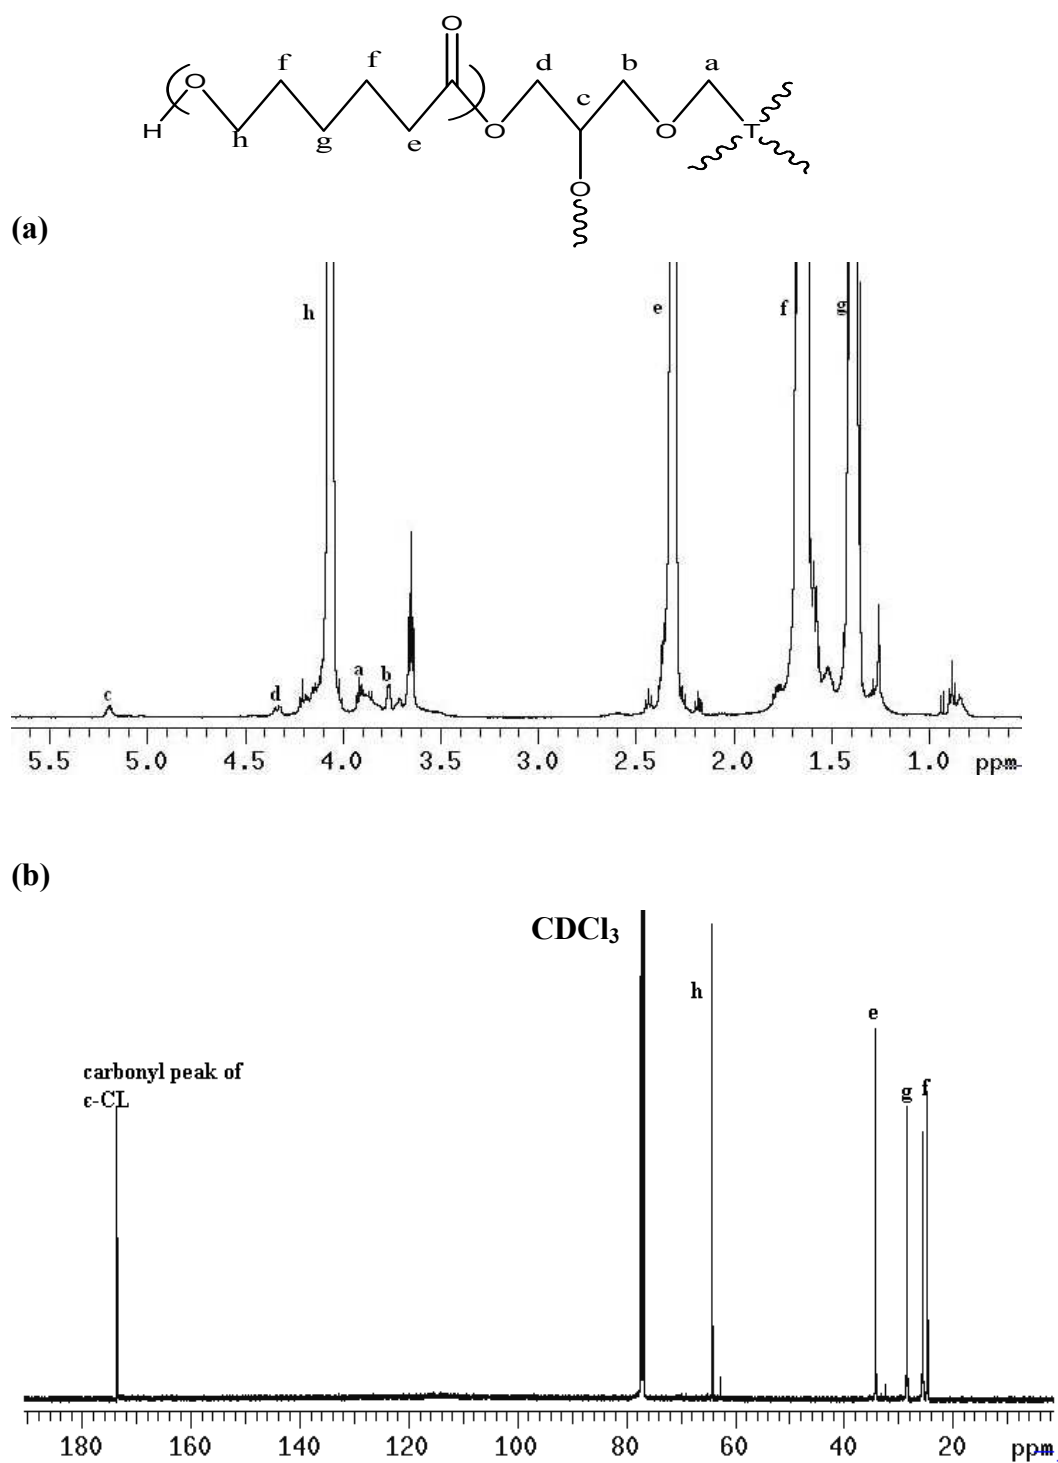 O
f f d b a
O c
H h g e O O T
O
(a)
h e f g
c d a b
5.5 5.0 4.5 4.0 3.5 3.0 2.5 2.0 1.5 1.0 ppm
(b)
CDCl₃
h
e
carbonyl peak of
ϵ-CL
g f
180 160 140 120 100 80 60 40 20 ppm